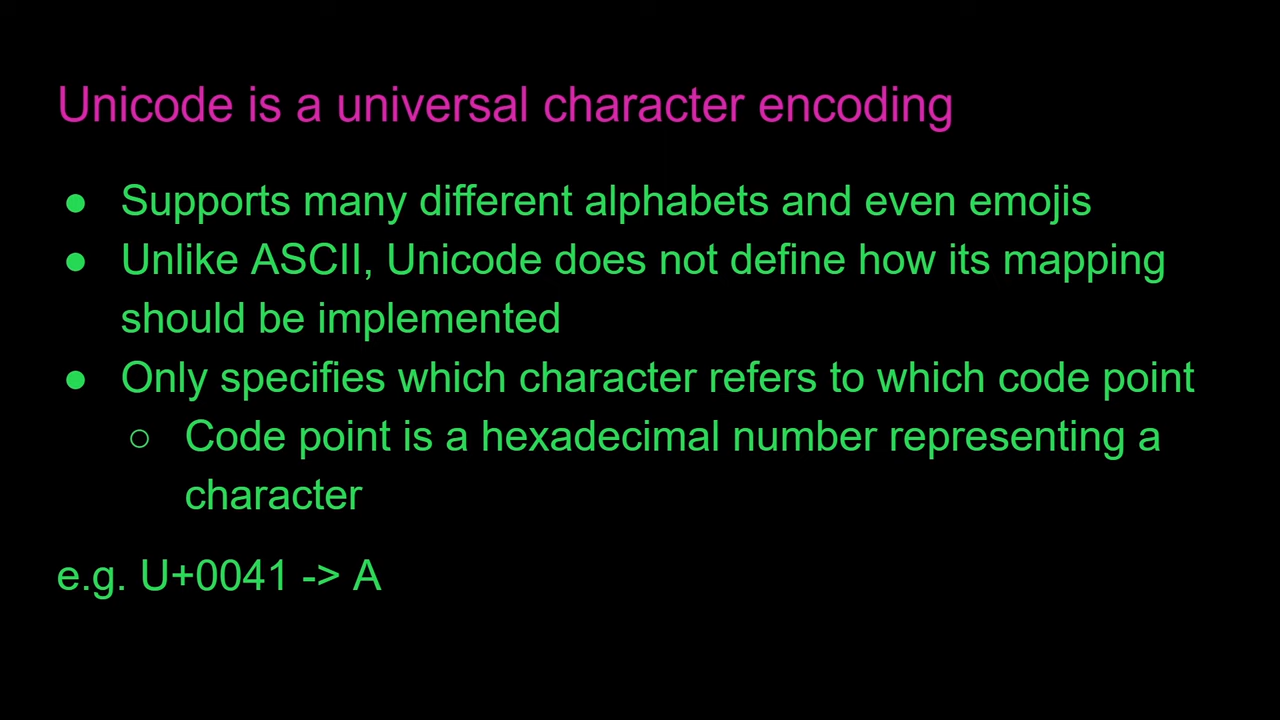 Unicode is a universal character encoding
● Supports many different alphabets and even emojis
● Unlike ASCII, Unicode does not define how its mapping
should be implemented
● Only specifies which character refers to which code point
○ Code point is a hexadecimal number representing a
character
e.g. U+0041 -> A